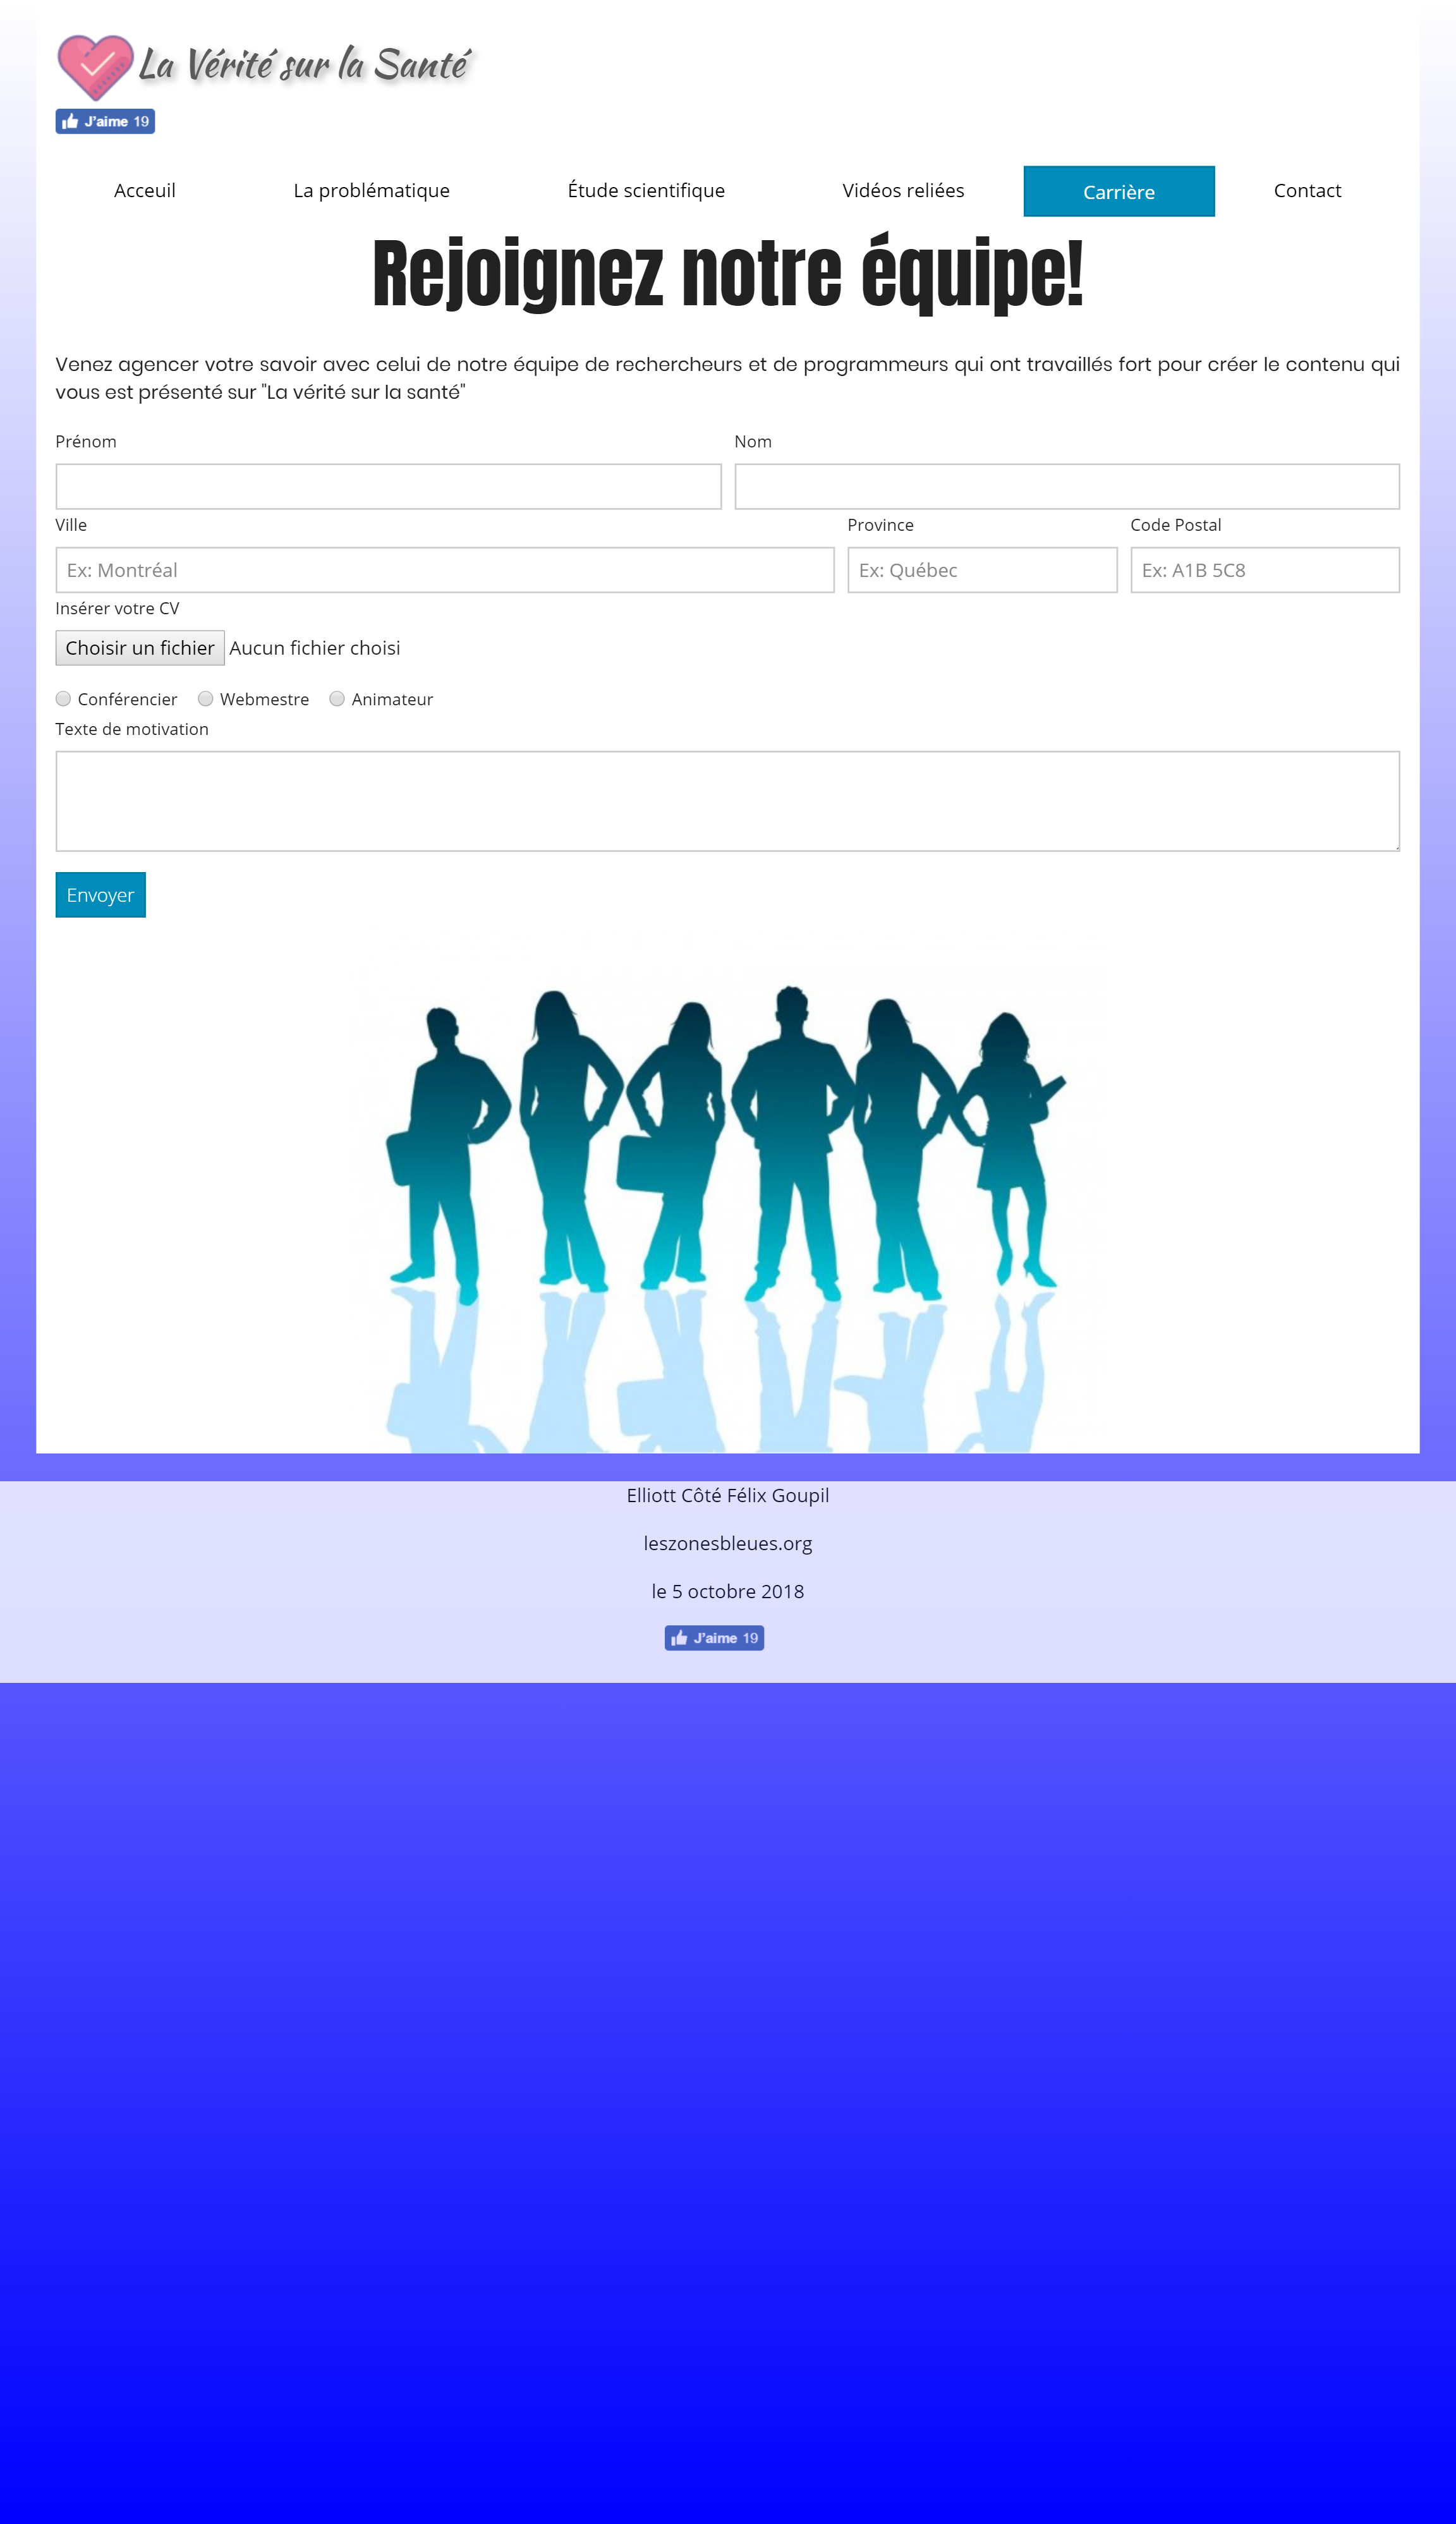 La Vérité sur la Santé
J'aime 19
Acceuil La problématique Étude scientifique Vidéos reliées Carrière Contact
Rejoignez notre équipe!
Venez agencer votre savoir avec celui de notre équipe de rechercheurs et de programmeurs qui ont travaillés fort pour créer le contenu qui
vous est présenté sur "La vérité sur la santé"
Prénom Nom
Ville Province Code Postal
Ex: Montréal Ex: Québec Ex: A1B 5C8
Insérer votre CV
Choisir un fichier Aucun fichier choisi
Conférencier Webmestre Animateur
Texte de motivation
Envoyer
Elliott Côté Félix Goupil
leszonesbleues.org
le 5 octobre 2018
J'aime 19